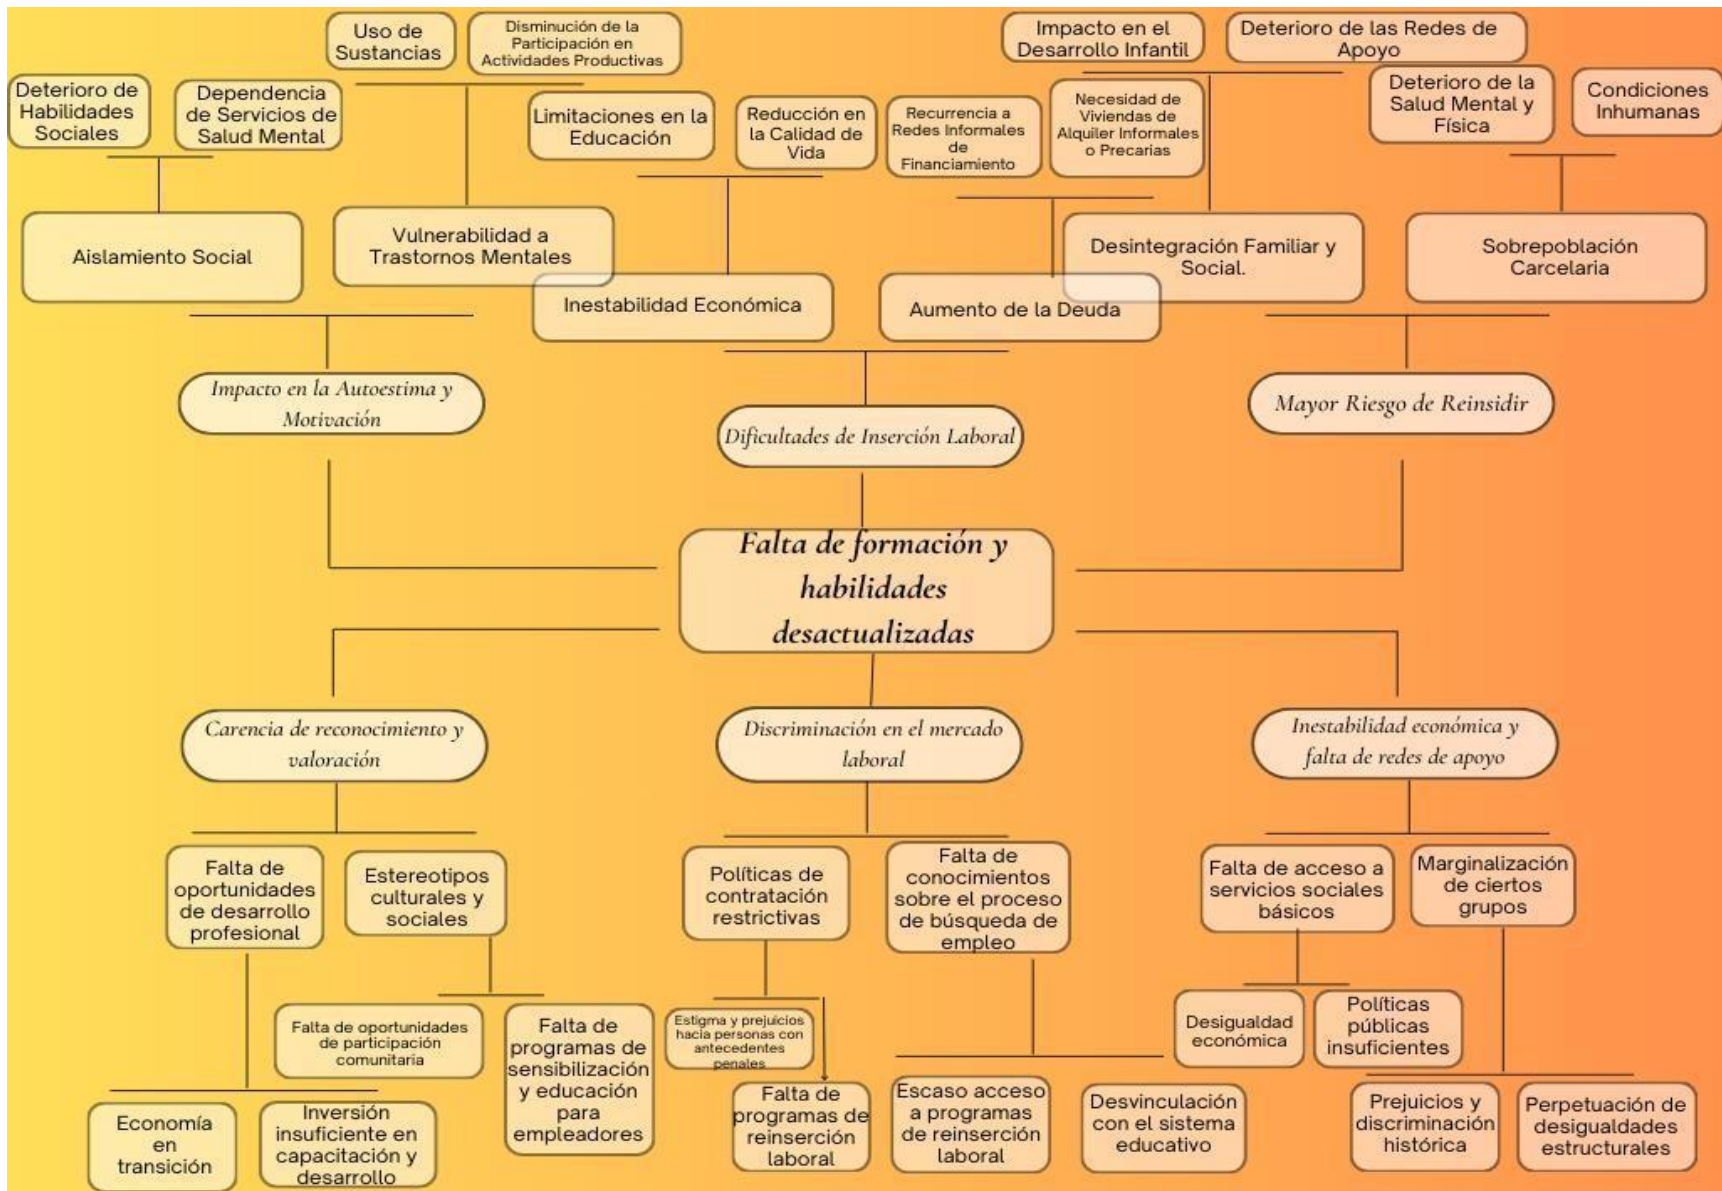 Uso de
Sustancias
Disminución de la
Participación en
Actividades Productivas
Impacto en el
Desarrollo Infantil
Deterioro de las Redes de
Apoyo
Deterioro de
Habilidades
Sociales
Dependencia
de Servicios de
Salud Mental
Limitaciones en la
Educación
Reducción en
la Calidad de
Vida
Recurrencia a
Redes Informales
de
Financiamiento
Necesidad de
Viviendas de
Alquiler Informales
o Precarias
Deterioro de la
Salud Mental y
Física
Condiciones
Inhumanas
Aislamiento Social
Vulnerabilidad a
Trastornos Mentales
Inestabilidad Económica
Aumento de la Deuda
Desintegración Familiar y
Social.
Sobrepoblación
Carcelaria
Impacto en la Autoestima y
Motivación
Dificultades de Inserción Laboral
Mayor Riesgo de Reinsidir
Falta de formación y
habilidades
desactualizadas
Carencia de reconocimiento y
valoración
Discriminación en el mercado
laboral
Inestabilidad económica y
falta de redes de apoyo
Falta de
oportunidades
de desarrollo
profesional
Estereotipos
culturales y
sociales
Políticas de
contratación
restrictivas
Falta de
conocimientos
sobre el proceso
de búsqueda de
empleo
Falta de acceso a
servicios sociales
básicos
Marginalización
de ciertos
grupos
Falta de oportunidades
de participación
comunitaria
Falta de
programas de
sensibilización
y educación
para
empleadores
Estigma y prejuicios
hacia personas con
antecedentes
penales
Desigualdad
económica
Políticas
públicas
insuficientes
Economía
en
transición
Inversión
insuficiente en
capacitación y
desarrollo
Falta de
programas de
reinserción
laboral
Escaso acceso
a programas
de reinserción
laboral
Desvinculación
con el sistema
educativo
Prejuicios y
discriminación
histórica
Perpetuación de
desigualdades
estructurales